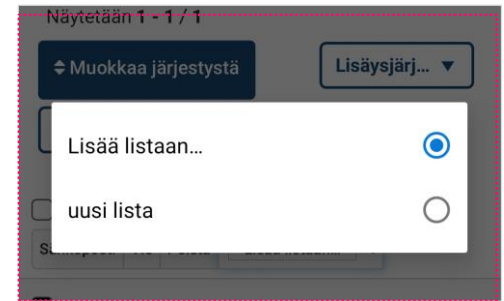 Näytetään 1 - 1 / 1
Muokkaa järjestystä
Lisäysjärj...
Lisää listaan...
uusi lista